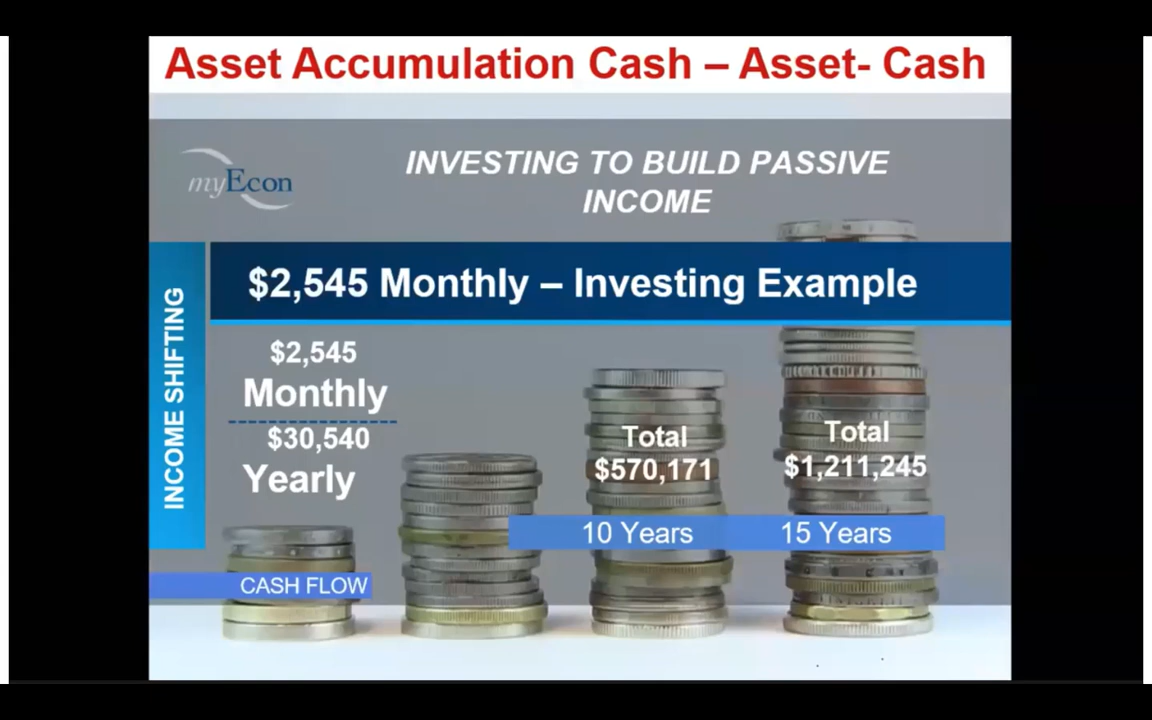 Asset Accumulation Cash – Asset- Cash
myEcon
INVESTING TO BUILD PASSIVE
INCOME
INCOME SHIFTING
$2,545 Monthly – Investing Example
$2,545
Monthly
$30,540
Yearly
CASH FLOW
Total
$570,171
10 Years
Total
$1,211,245
15 Years